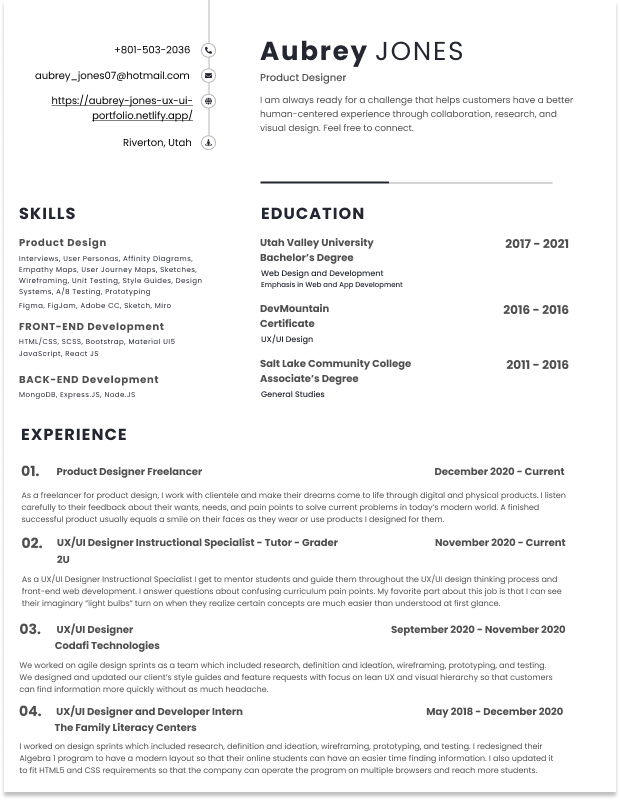 +801-503-2036
aubrey_jones07@hotmail.com
https://aubrey-jones-ux-ui-
portfolio.netlify.app/
Riverton, Utah
Aubrey JONES
Product Designer
I am always ready for a challenge that helps customers have a better
human-centered experience through collaboration, research, and
visual design. Feel free to connect.
SKILLS
Product Design
Interviews, User Personas, Affinity Diagrams,
Empathy Maps, User Journey Maps, Sketches,
Wireframing, Unit Testing, Style Guides, Design
Systems, A/B Testing, Prototyping
Figma, FigJam, Adobe CC, Sketch, Miro
FRONT-END Development
HTML/CSS, SCSS, Bootstrap, Material UI5
JavaScript, React JS
BACK-END Development
MongoDB, Express.JS, Node.JS
EDUCATION
Utah Valley University 2017 - 2021
Bachelor's Degree
Web Design and Development
Emphasis in Web and App Development
DevMountain 2016 - 2016
Certificate
UX/UI Design
Salt Lake Community College 2011 - 2016
Associate's Degree
General Studies
EXPERIENCE
01. Product Designer Freelancer December 2020 - Current
As a freelancer for product design, I work with clientele and make their dreams come to life through digital and physical products. I listen
carefully to their feedback about their wants, needs, and pain points to solve current problems in today's modern world. A finished
successful product usually equals a smile on their faces as they wear or use products I designed for them.
02. UX/UI Designer Instructional Specialist - Tutor - Grader November 2020 - Current
2U
As a UX/UI Designer Instructional Specialist I get to mentor students and guide them throughout the UX/UI design thinking process and
front-end web development. I answer questions about confusing curriculum pain points. My favorite part about this job is that I can see
their imaginary "light bulbs" turn on when they realize certain concepts are much easier than understood at first glance.
03. UX/UI Designer September 2020 - November 2020
Codafi Technologies
We worked on agile design sprints as a team which included research, definition and ideation, wireframing, prototyping, and testing.
We designed and updated our client's style guides and feature requests with focus on lean UX and visual hierarchy so that customers
can find information more quickly without as much headache.
04. UX/UI Designer and Developer Intern May 2018 - December 2020
The Family Literacy Centers
I worked on design sprints which included research, definition and ideation, wireframing, prototyping, and testing. I redesigned their
Algebra 1 program to have a modern layout so that their online students can have an easier time finding information. I also updated it
to fit HTML5 and CSS requirements so that the company can operate the program on multiple browsers and reach more students.